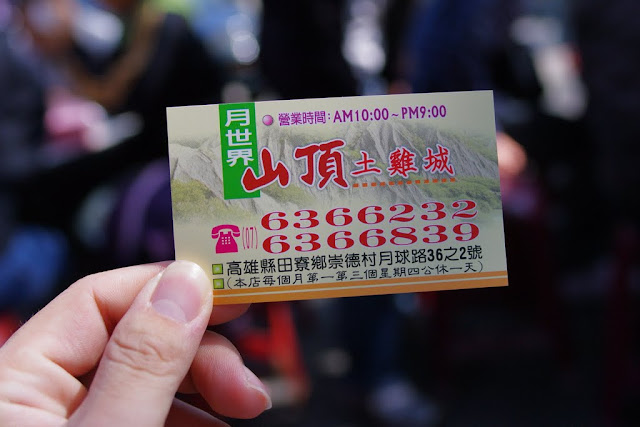 營業時間:AM10:00~PM9:00
月世界
山頂土雞城
(07)
6366232
6366839
高雄縣田寮鄉崇德村月球路36之2號
(本店每個月第一第三個星期四公休一天)